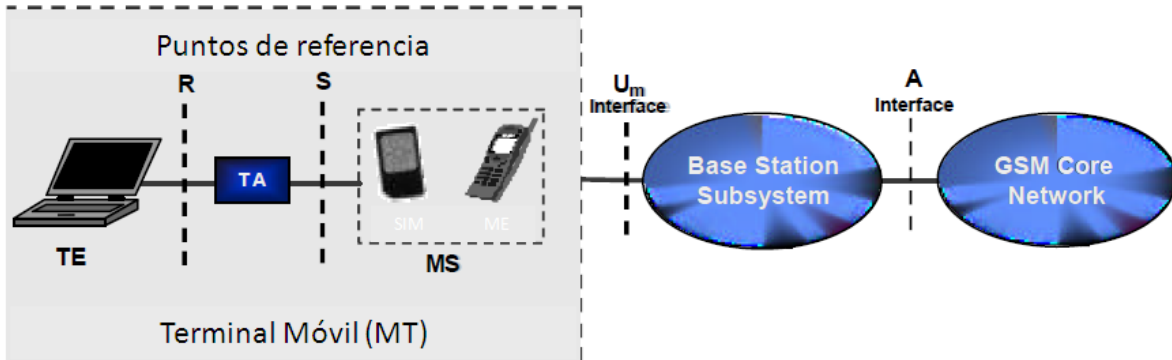 Puntos de referencia
R
S
U_m
Interface
A
Interface
TA
SIM
ME
Base Station
Subsystem
GSM Core
Network
TE
MS
Terminal Móvil (MT)